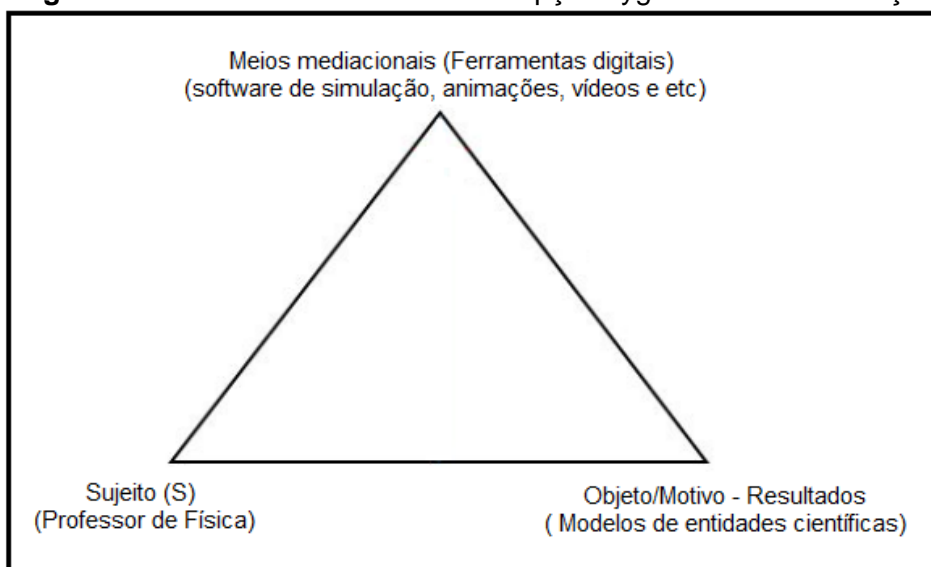 Meios mediacionais (Ferramentas digitais)
(software de simulação, animações, vídeos e etc)
Sujeito (S)
(Professor de Física)
Objeto/Motivo - Resultados
( Modelos de entidades científicas)